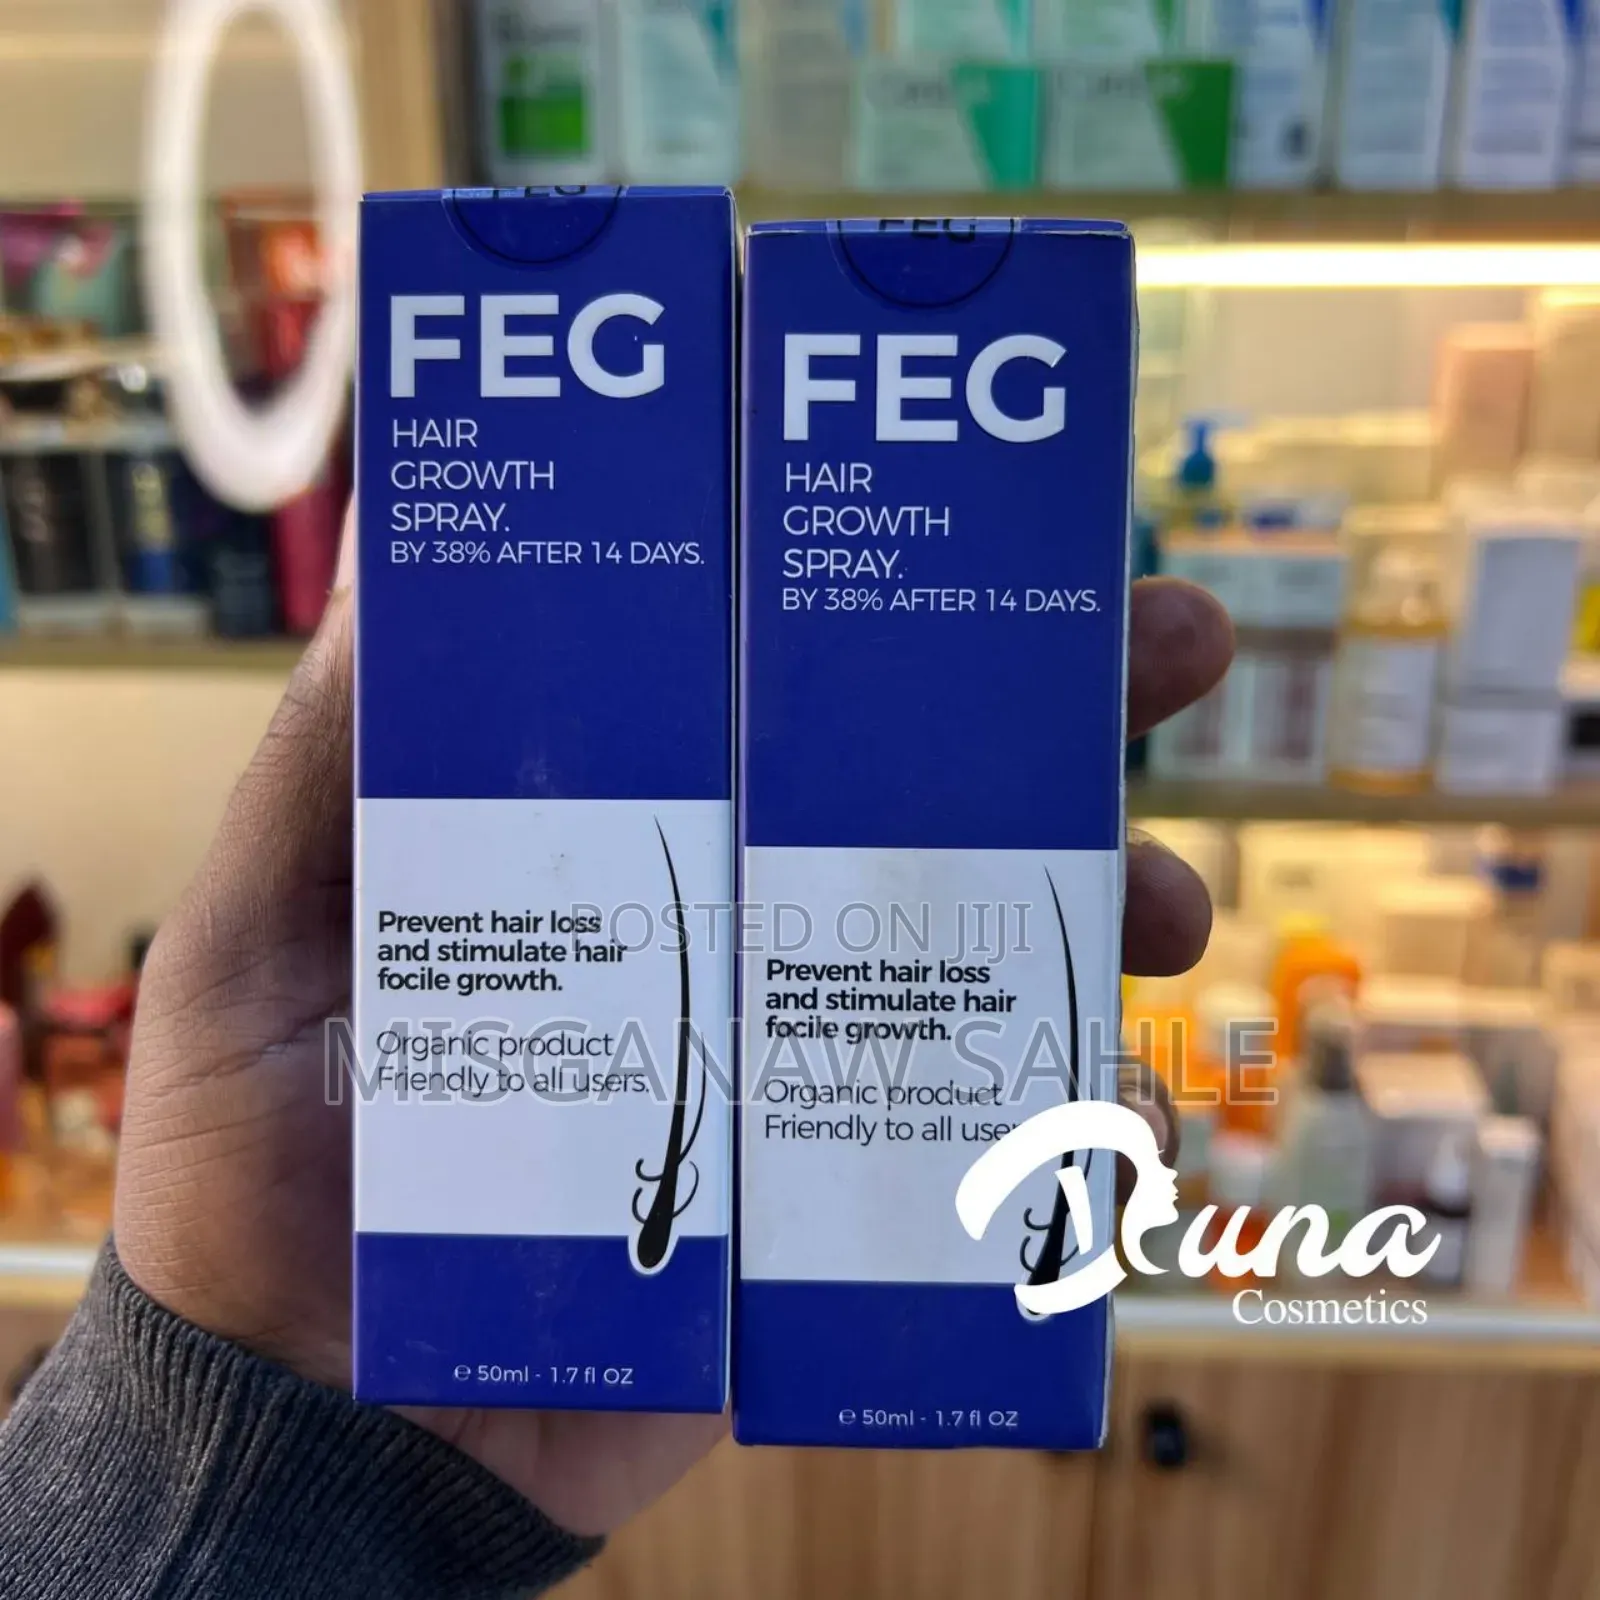 FEG
FEG
HAIR
GROWTH
SPRAY.
BY 38% AFTER 14 DAYS.
Prevent hair loss
and stimulate hair
focile growth.
Organic product
Friendly to all users.
℮ 50ml - 1.7 fl OZ
FEG
FEG
HAIR
GROWTH
SPRAY.
BY 38% AFTER 14 DAYS.
Prevent hair loss
and stimulate hair
focile growth.
Organic product
Friendly to all use
℮ 50ml - 1.7 fl OZ
POSTED ON JIJI
MISGANAW SAHLE
Runa
Cosmetics